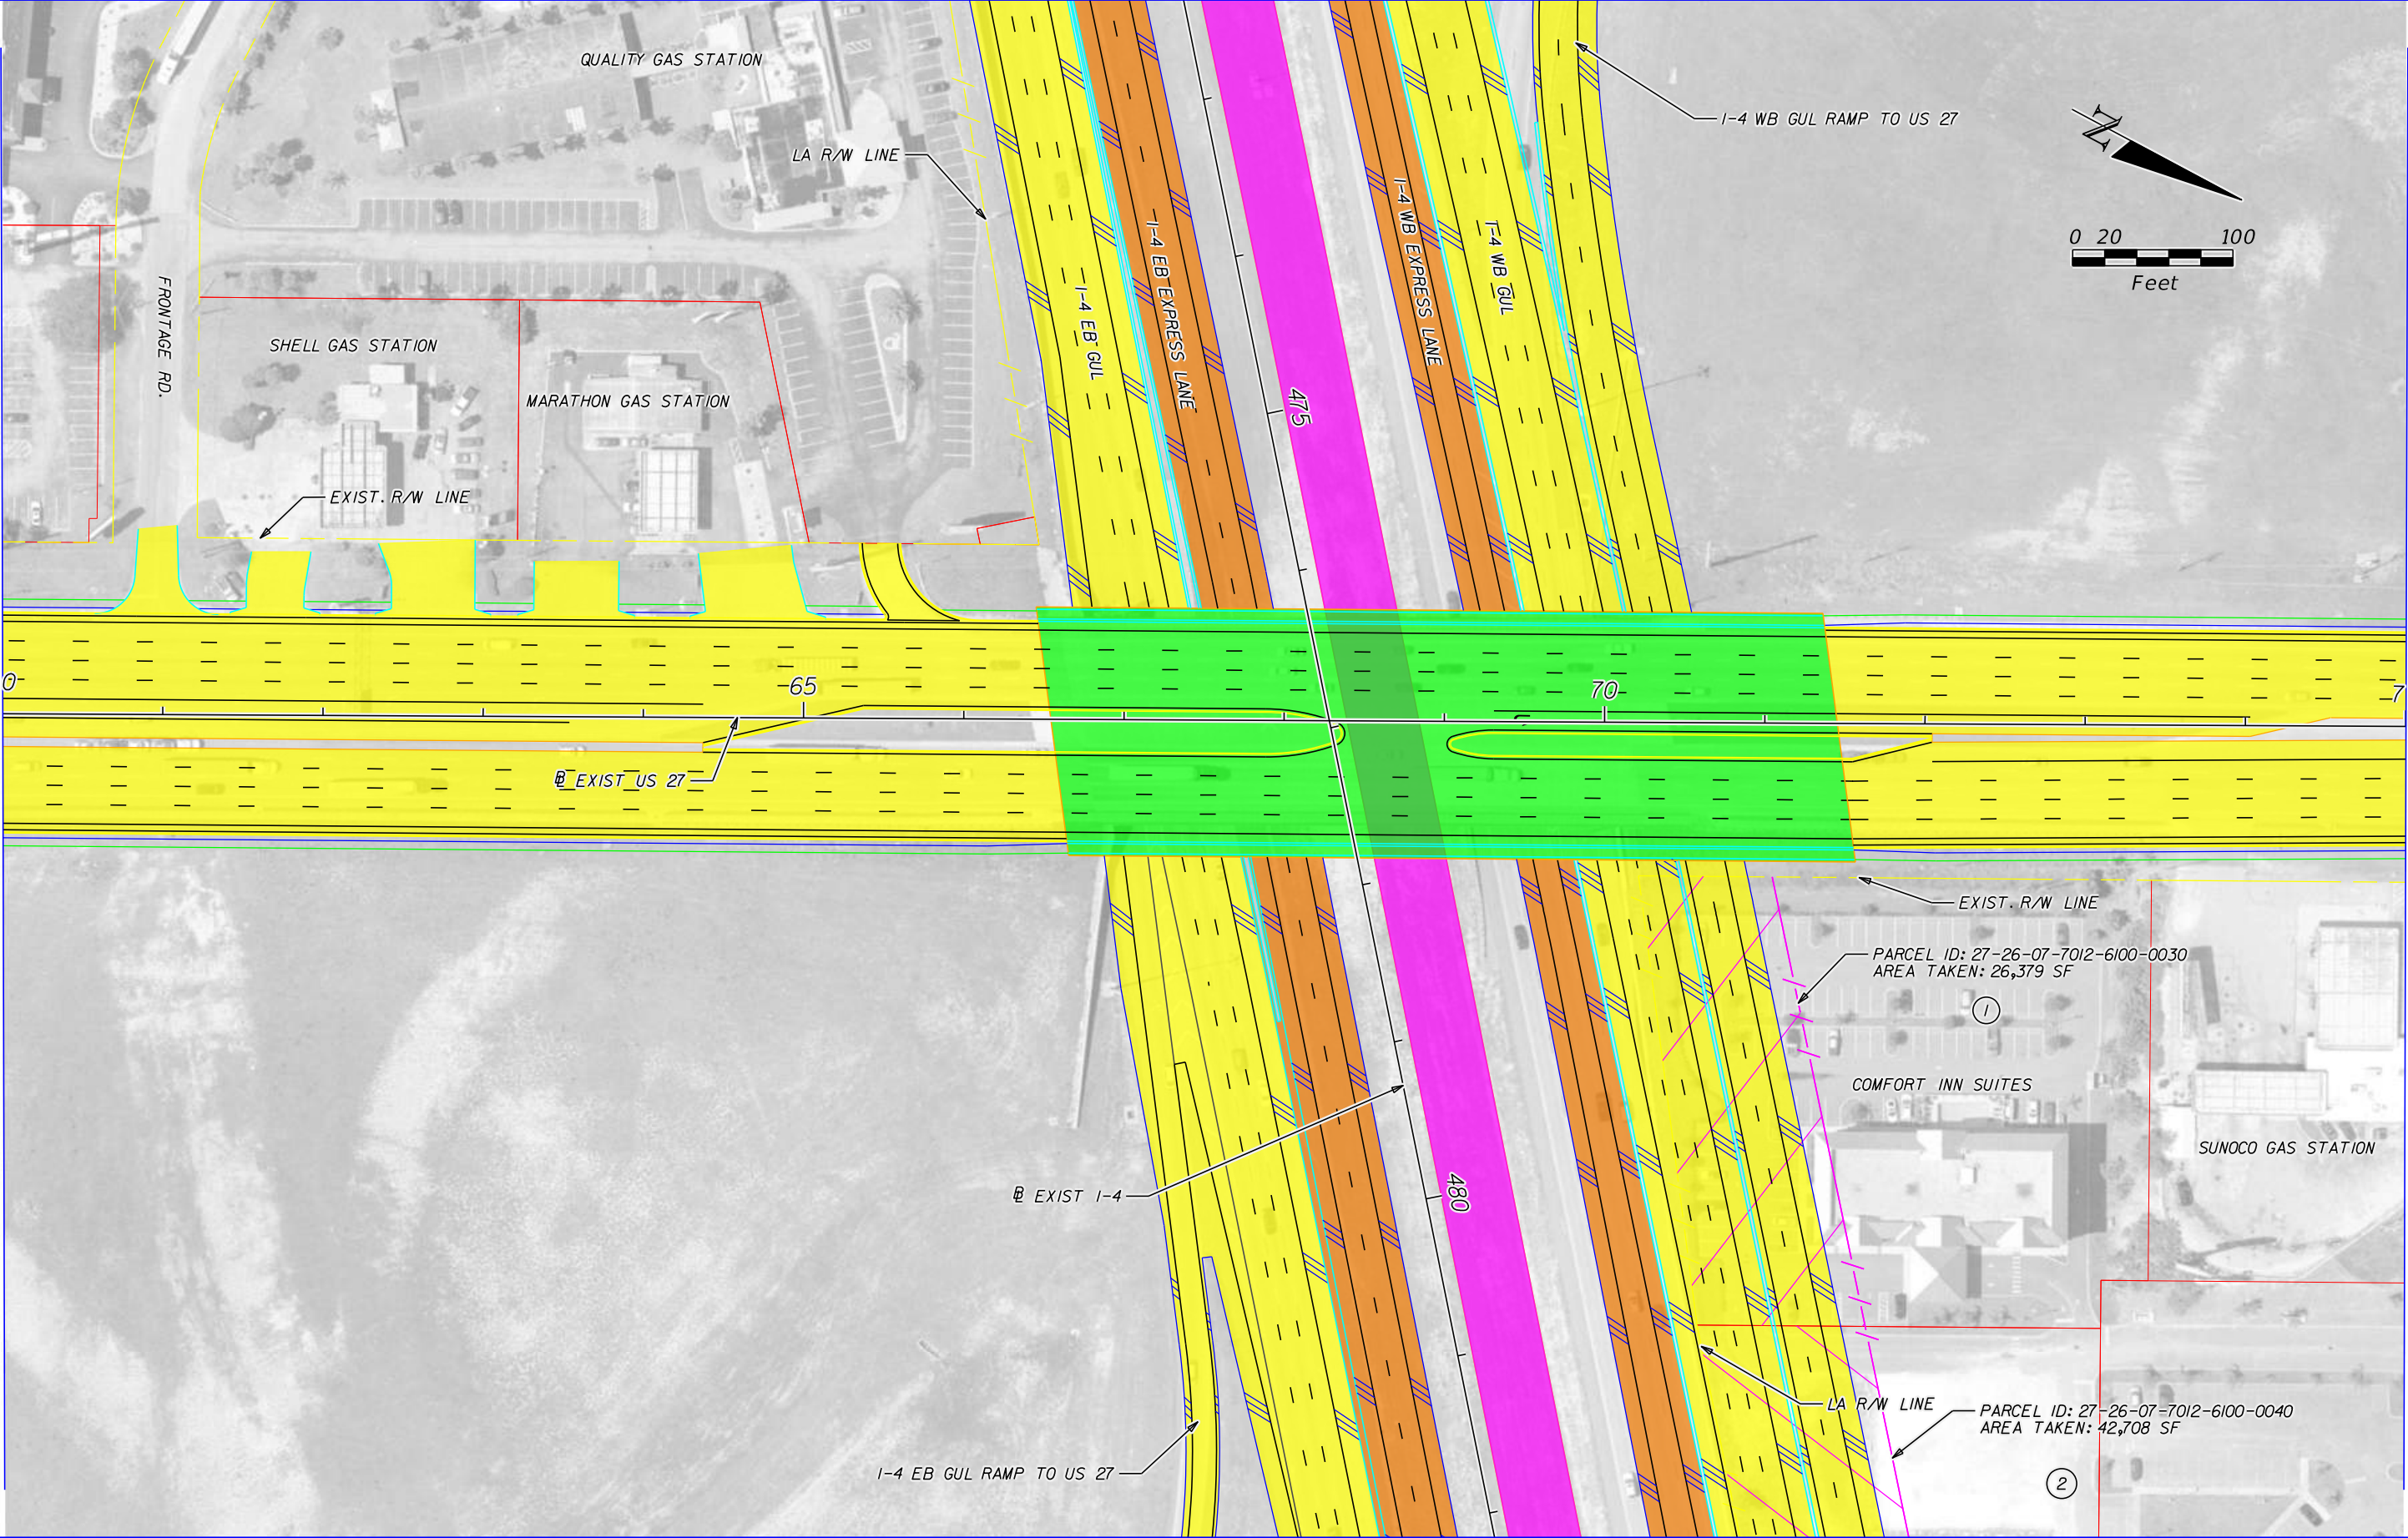 QUALITY GAS STATION
I-4 WB GUL RAMP TO US 27
N
LA R/W LINE
0 20 100
Feet
I-4 EB EXPRESS LANE
I-4 WB EXPRESS LANE
I-4 WB GUL
FRONTAGE RD.
I-4 EB GUL
SHELL GAS STATION
MARATHON GAS STATION
475
EXIST. R/W LINE
0
65
70
7
BL EXIST US 27
EXIST. R/W LINE
PARCEL ID: 27-26-07-7012-6100-0030
AREA TAKEN: 26,379 SF
1
COMFORT INN SUITES
SUNOCO GAS STATION
BL EXIST I-4
480
LA R/W LINE
PARCEL ID: 27-26-07-7012-6100-0040
AREA TAKEN: 42,708 SF
I-4 EB GUL RAMP TO US 27
2